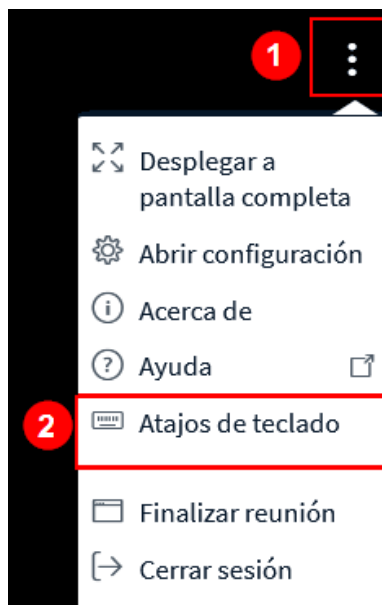 1
Desplegar a
pantalla completa
Abrir configuración
Acerca de
Ayuda
2 Atajos de teclado
Finalizar reunión
Cerrar sesión